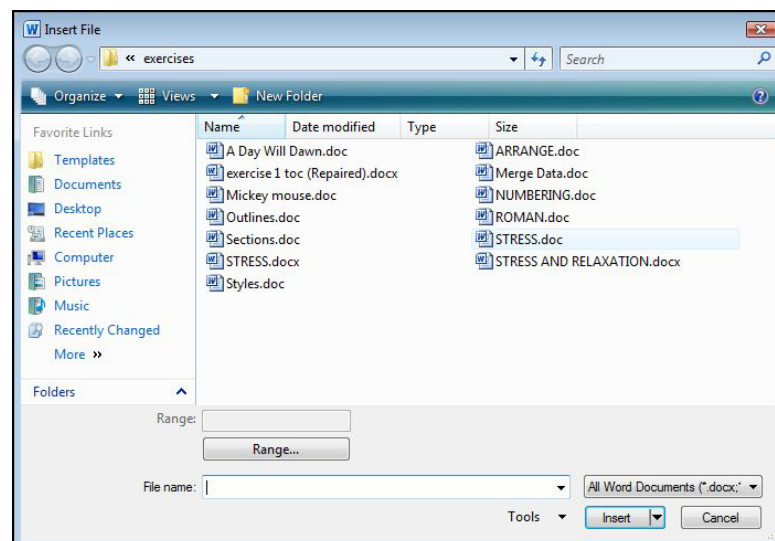 Insert File
« exercises
Search
Organize Views New Folder
Favorite Links
Templates
Documents
Desktop
Recent Places
Computer
Pictures
Music
Recently Changed
More »
Folders
Name Date modified Type Size
A Day Will Dawn.doc ARRANGE.doc
exercise 1 toc (Repaired).docx Merge Data.doc
Mickey mouse.doc NUMBERING.doc
Outlines.doc ROMAN.doc
Sections.doc STRESS.doc
STRESS.docx STRESS AND RELAXATION.docx
Styles.doc
Range:
Range...
File name: All Word Documents (*.docx;*
Tools Insert Cancel